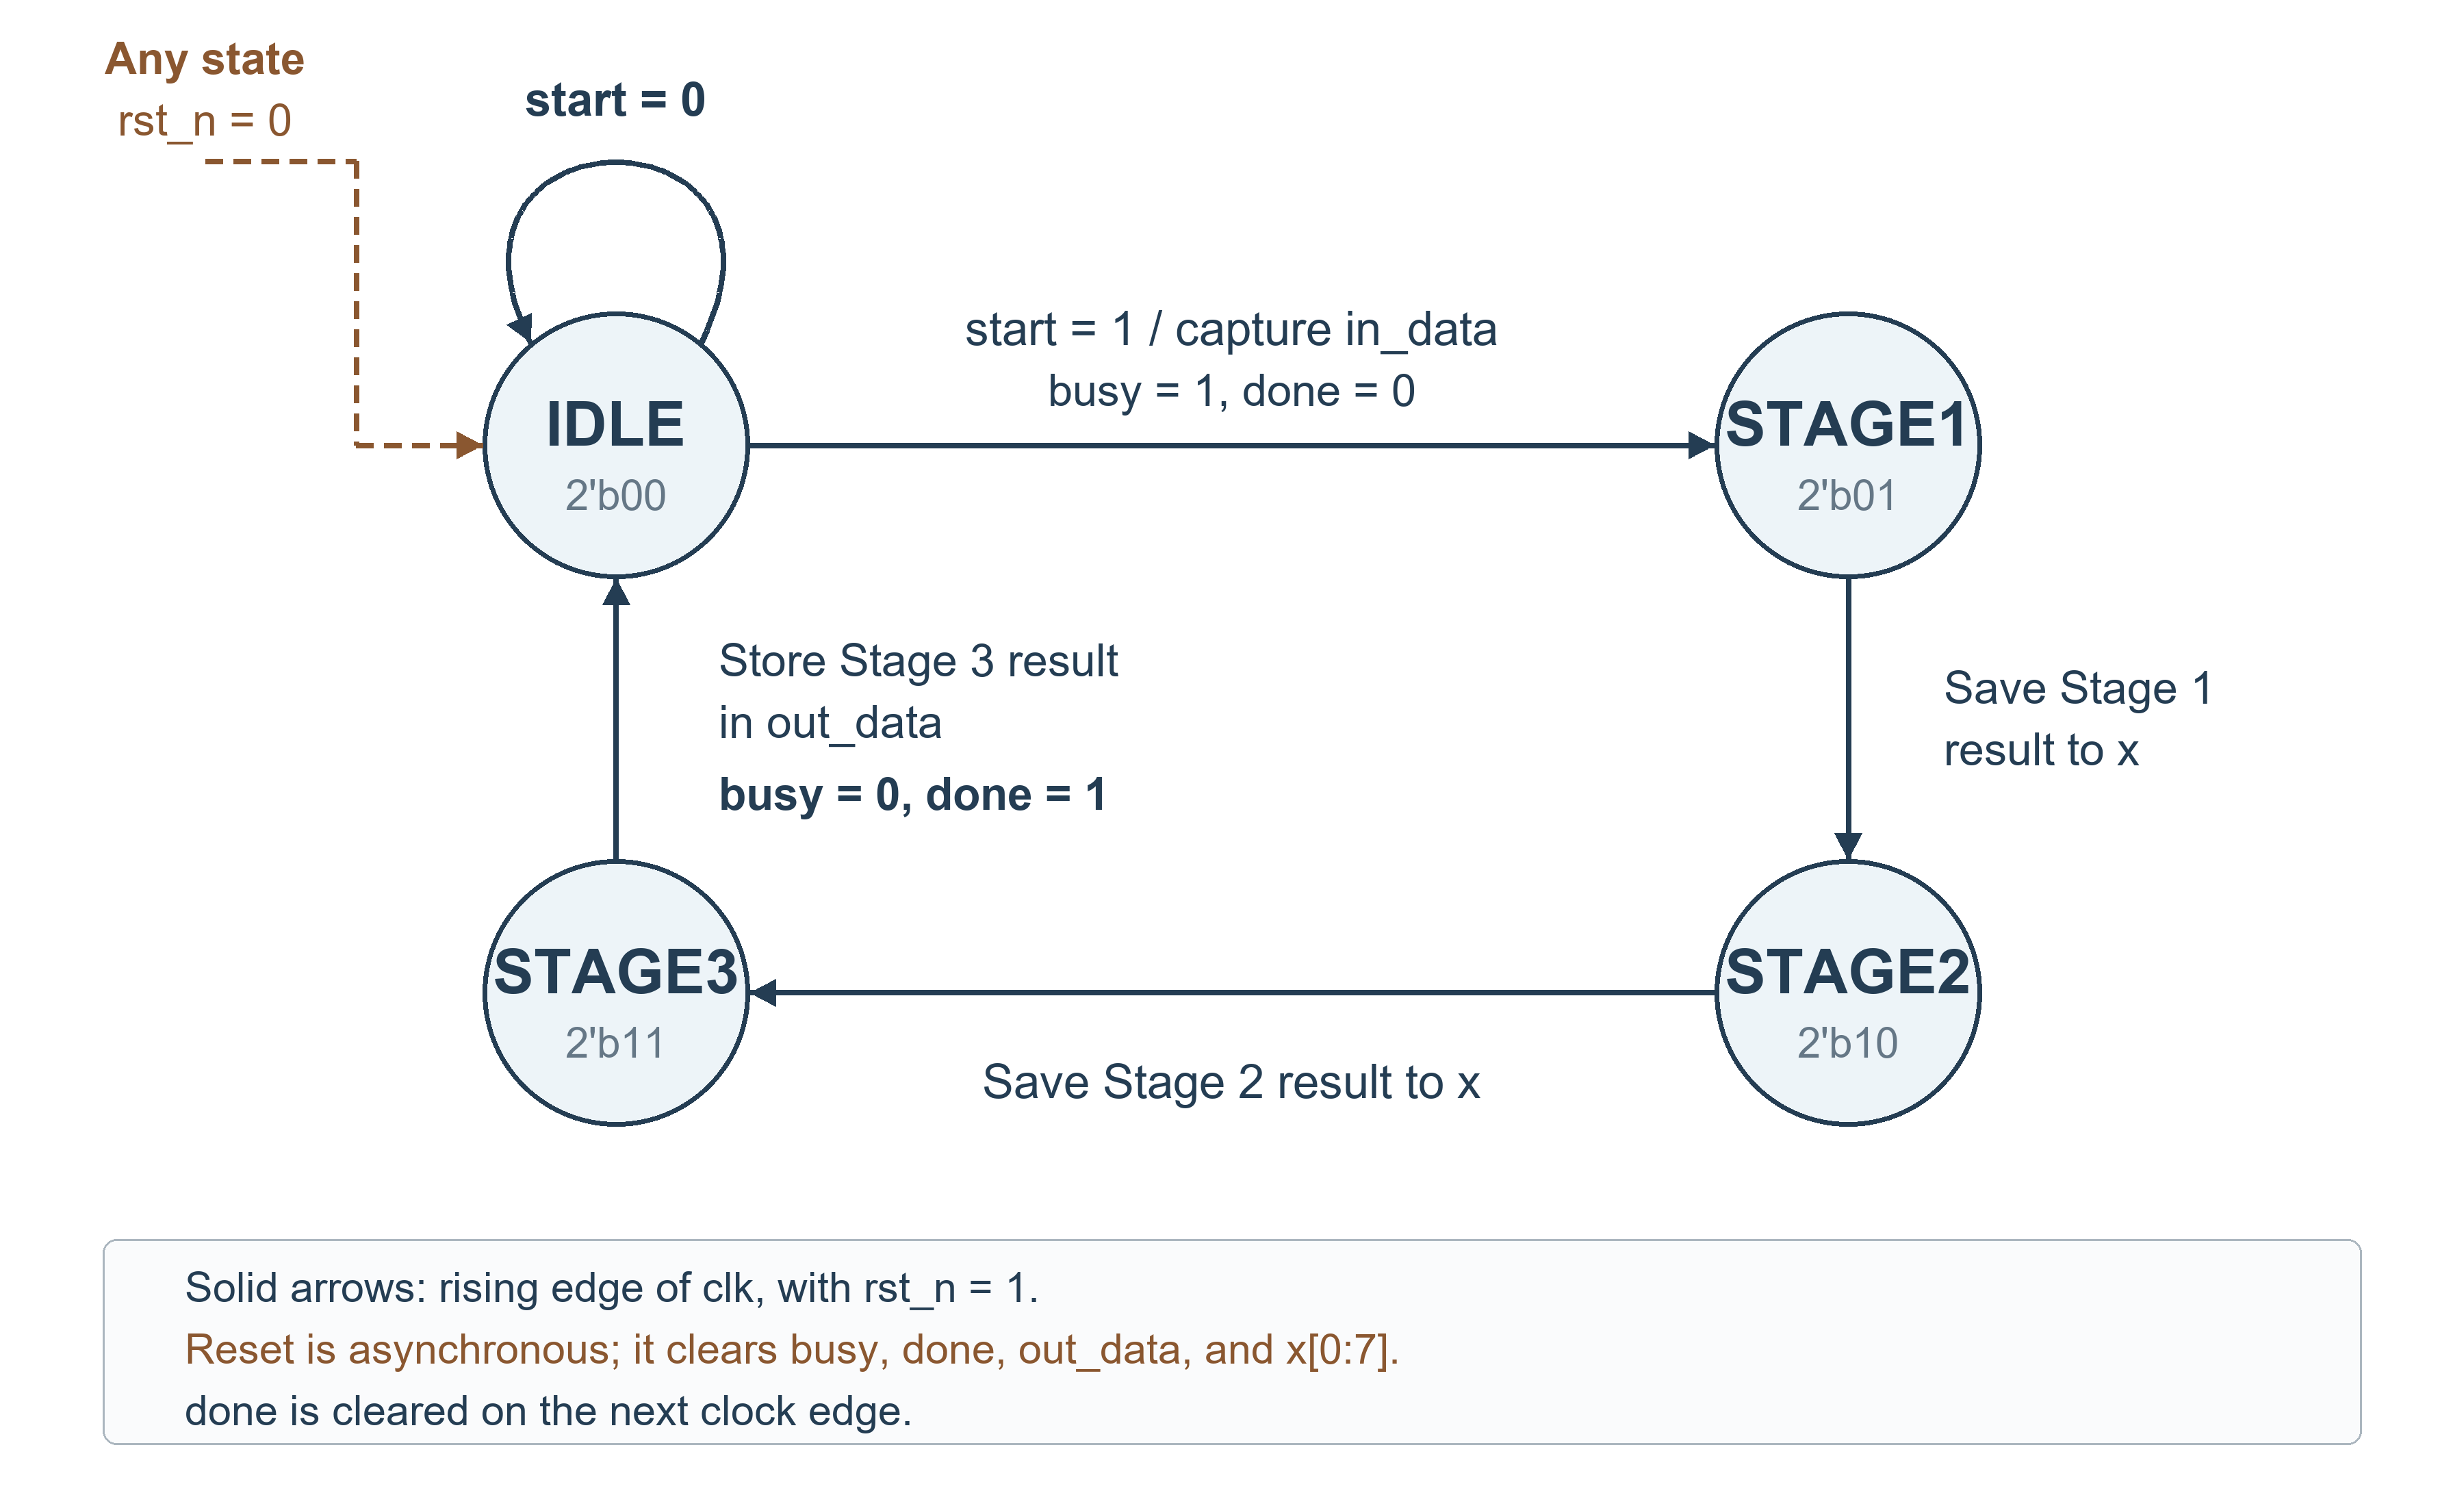 Any state
rst_n = 0
start = 0
start = 1 / capture in_data
busy = 1, done = 0
IDLE
2'b00
STAGE1
2'b01
Store Stage 3 result
in out_data
busy = 0, done = 1
Save Stage 1
result to x
STAGE3
2'b11
STAGE2
2'b10
Save Stage 2 result to x
Solid arrows: rising edge of clk, with rst_n = 1.
Reset is asynchronous; it clears busy, done, out_data, and x[0:7].
done is cleared on the next clock edge.